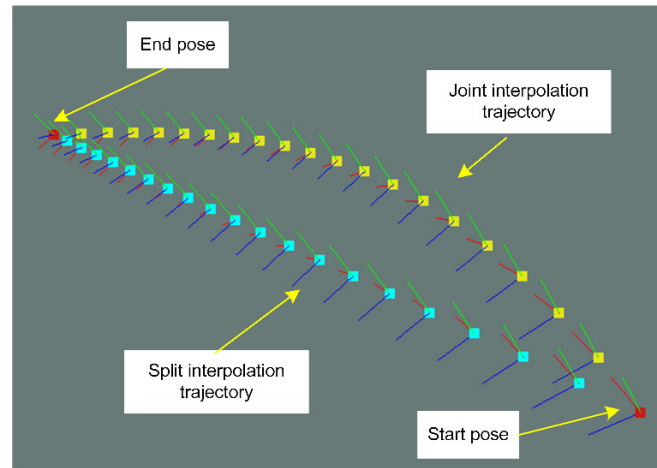 End pose
Joint interpolation
trajectory
Split interpolation
trajectory
Start pose